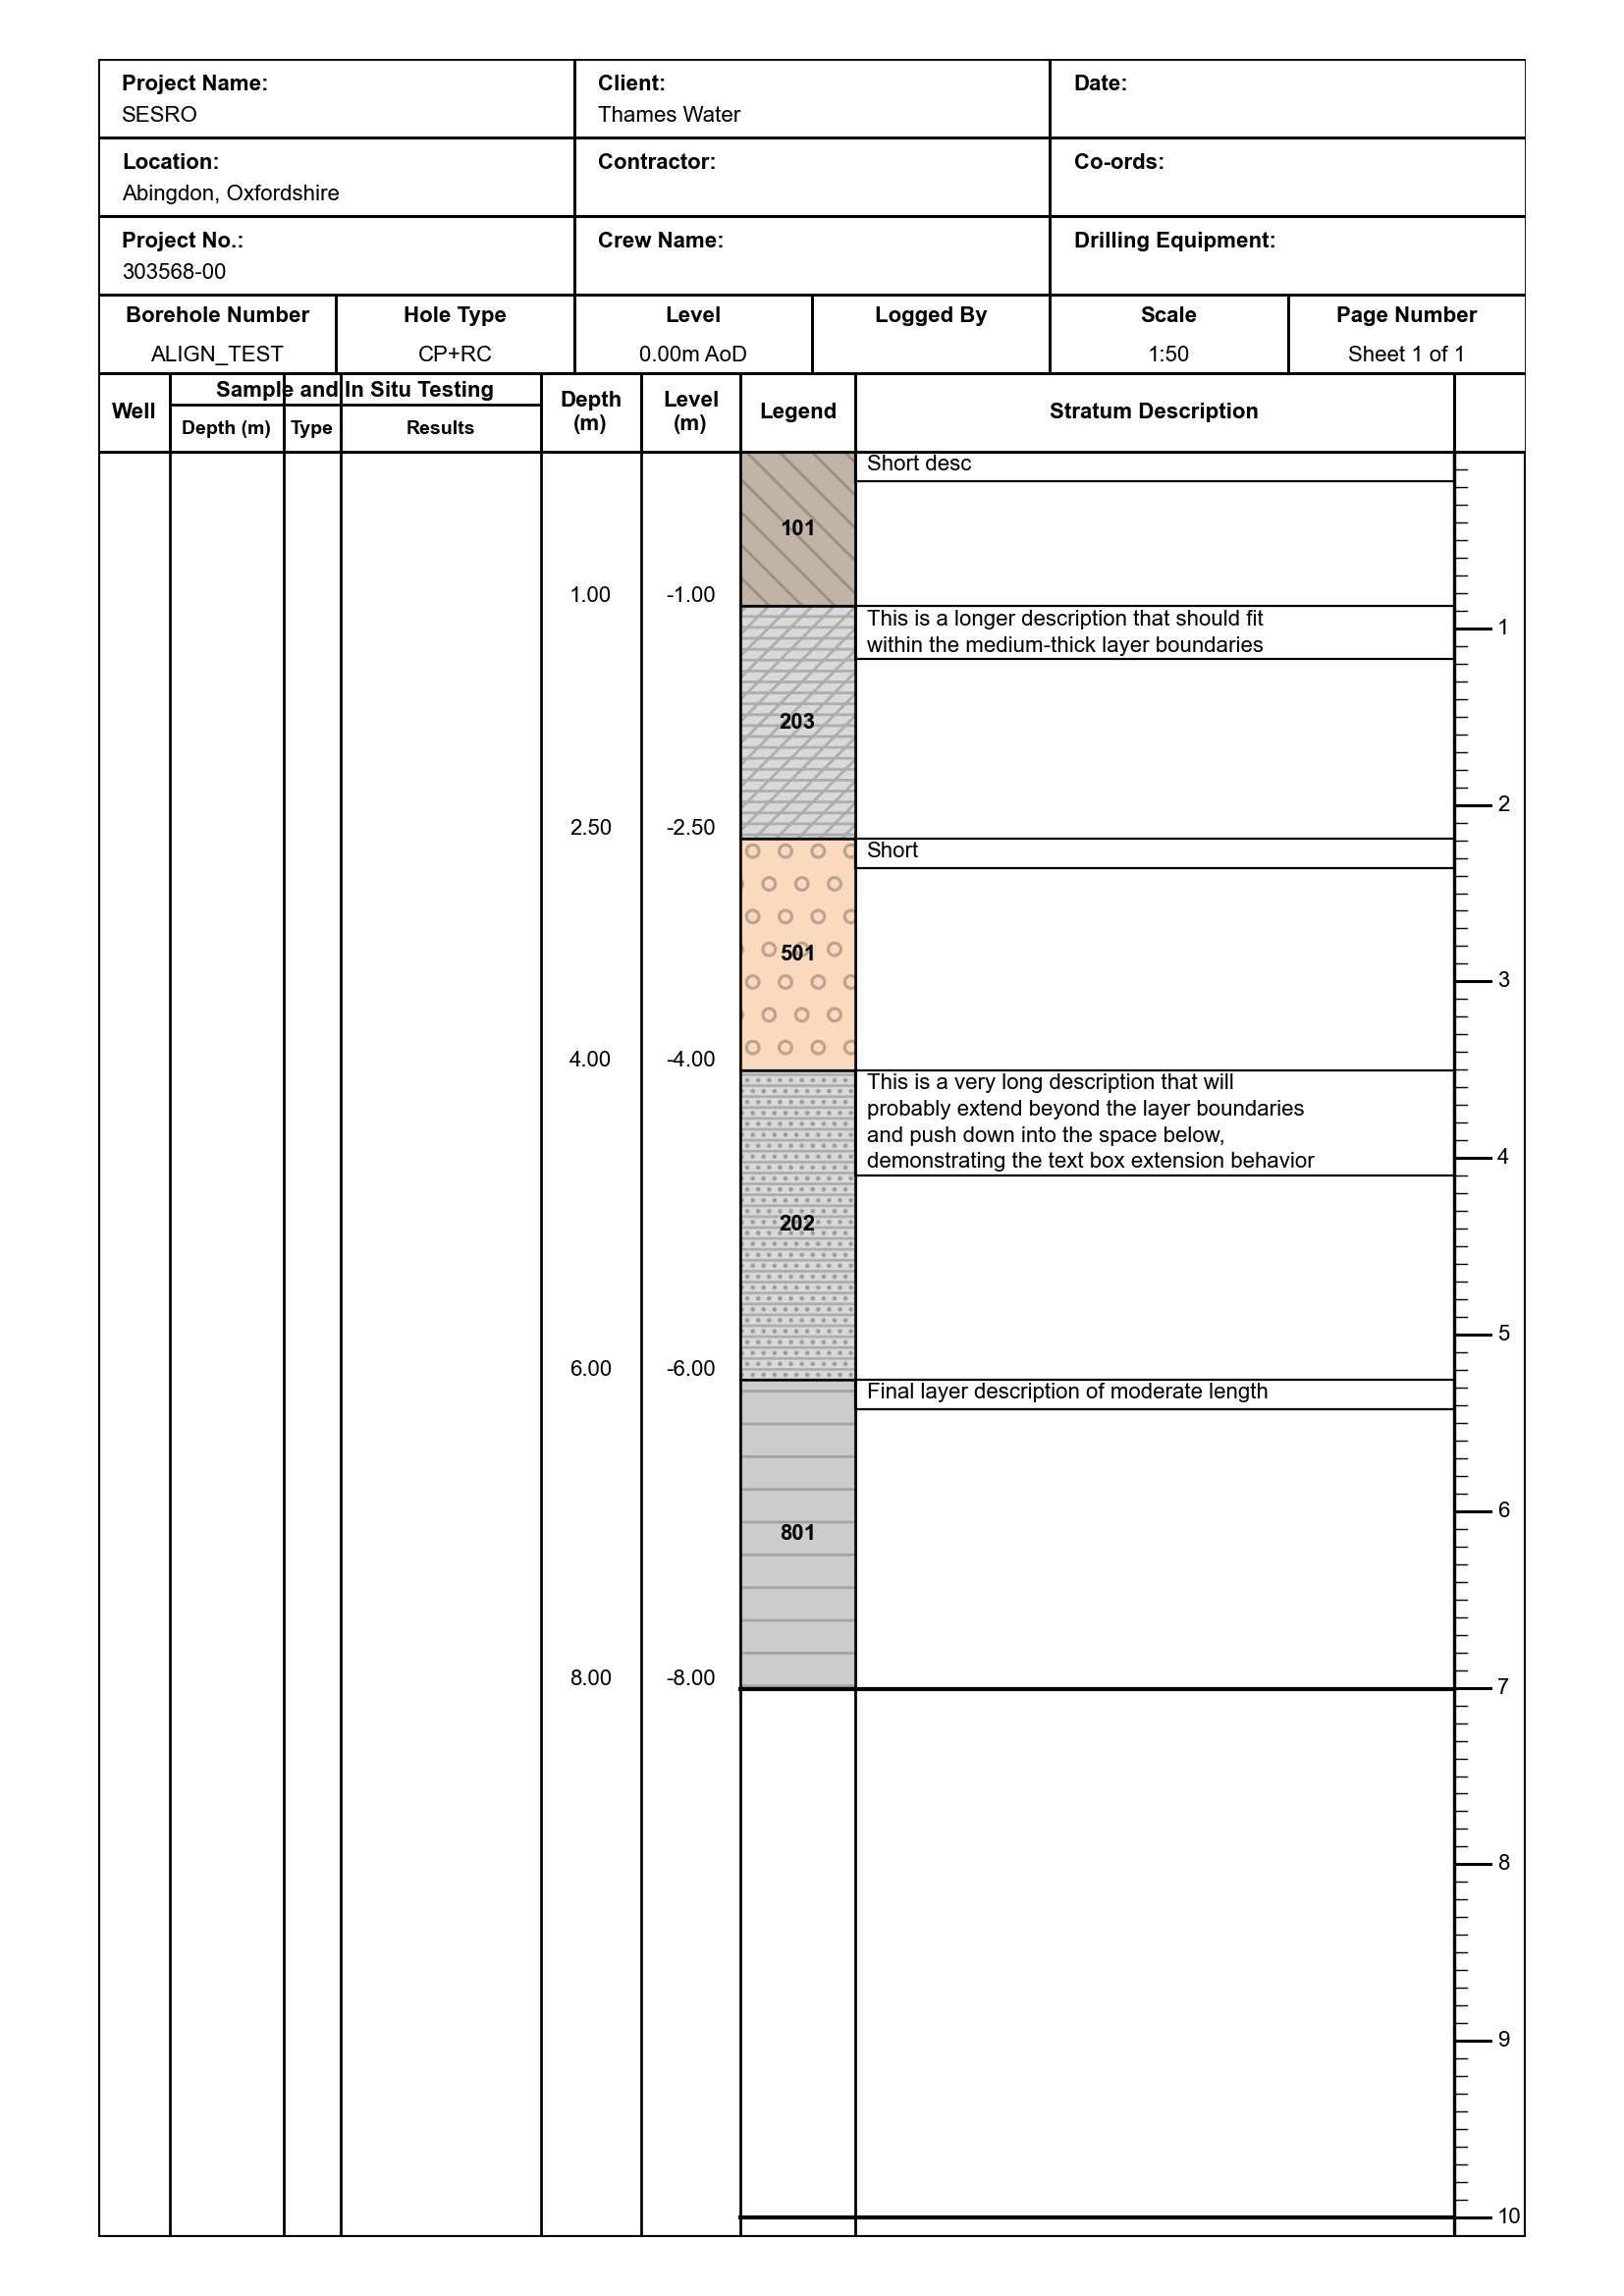 Project Name:
SESRO
Client:
Thames Water
Date:
Location:
Abingdon, Oxfordshire
Contractor:
Co-ords:
Project No.:
303568-00
Crew Name:
Drilling Equipment:
Borehole Number
ALIGN_TEST
Hole Type
CP+RC
Level
0.00m AoD
Logged By
Scale
1:50
Page Number
Sheet 1 of 1
Well
Sample and In Situ Testing
Depth (m)
Type
Results
Depth
(m)
Level
(m)
Legend
Stratum Description
Short desc
101
1.00
-1.00
This is a longer description that should fit
within the medium-thick layer boundaries
1
203
2
2.50
-2.50
Short
501
3
4.00
-4.00
This is a very long description that will
probably extend beyond the layer boundaries
and push down into the space below,
demonstrating the text box extension behavior
4
202
5
6.00
-6.00
Final layer description of moderate length
6
801
8.00
-8.00
7
8
9
10